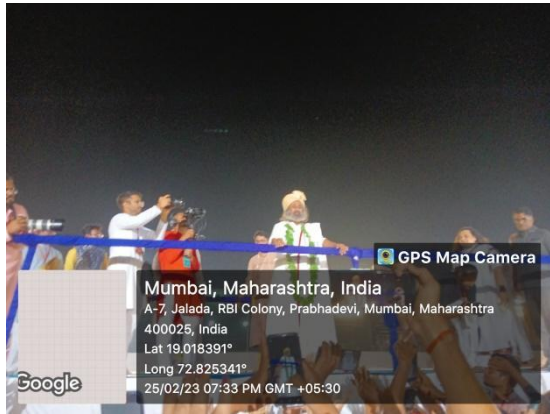 GPS Map Camera
Mumbai, Maharashtra, India
A-7, Jalada, RBI Colony, Prabhadevi, Mumbai, Maharashtra
400025, India
Lat 19.018391°
Long 72.825341°
25/02/23 07:33 PM GMT +05:30
Google